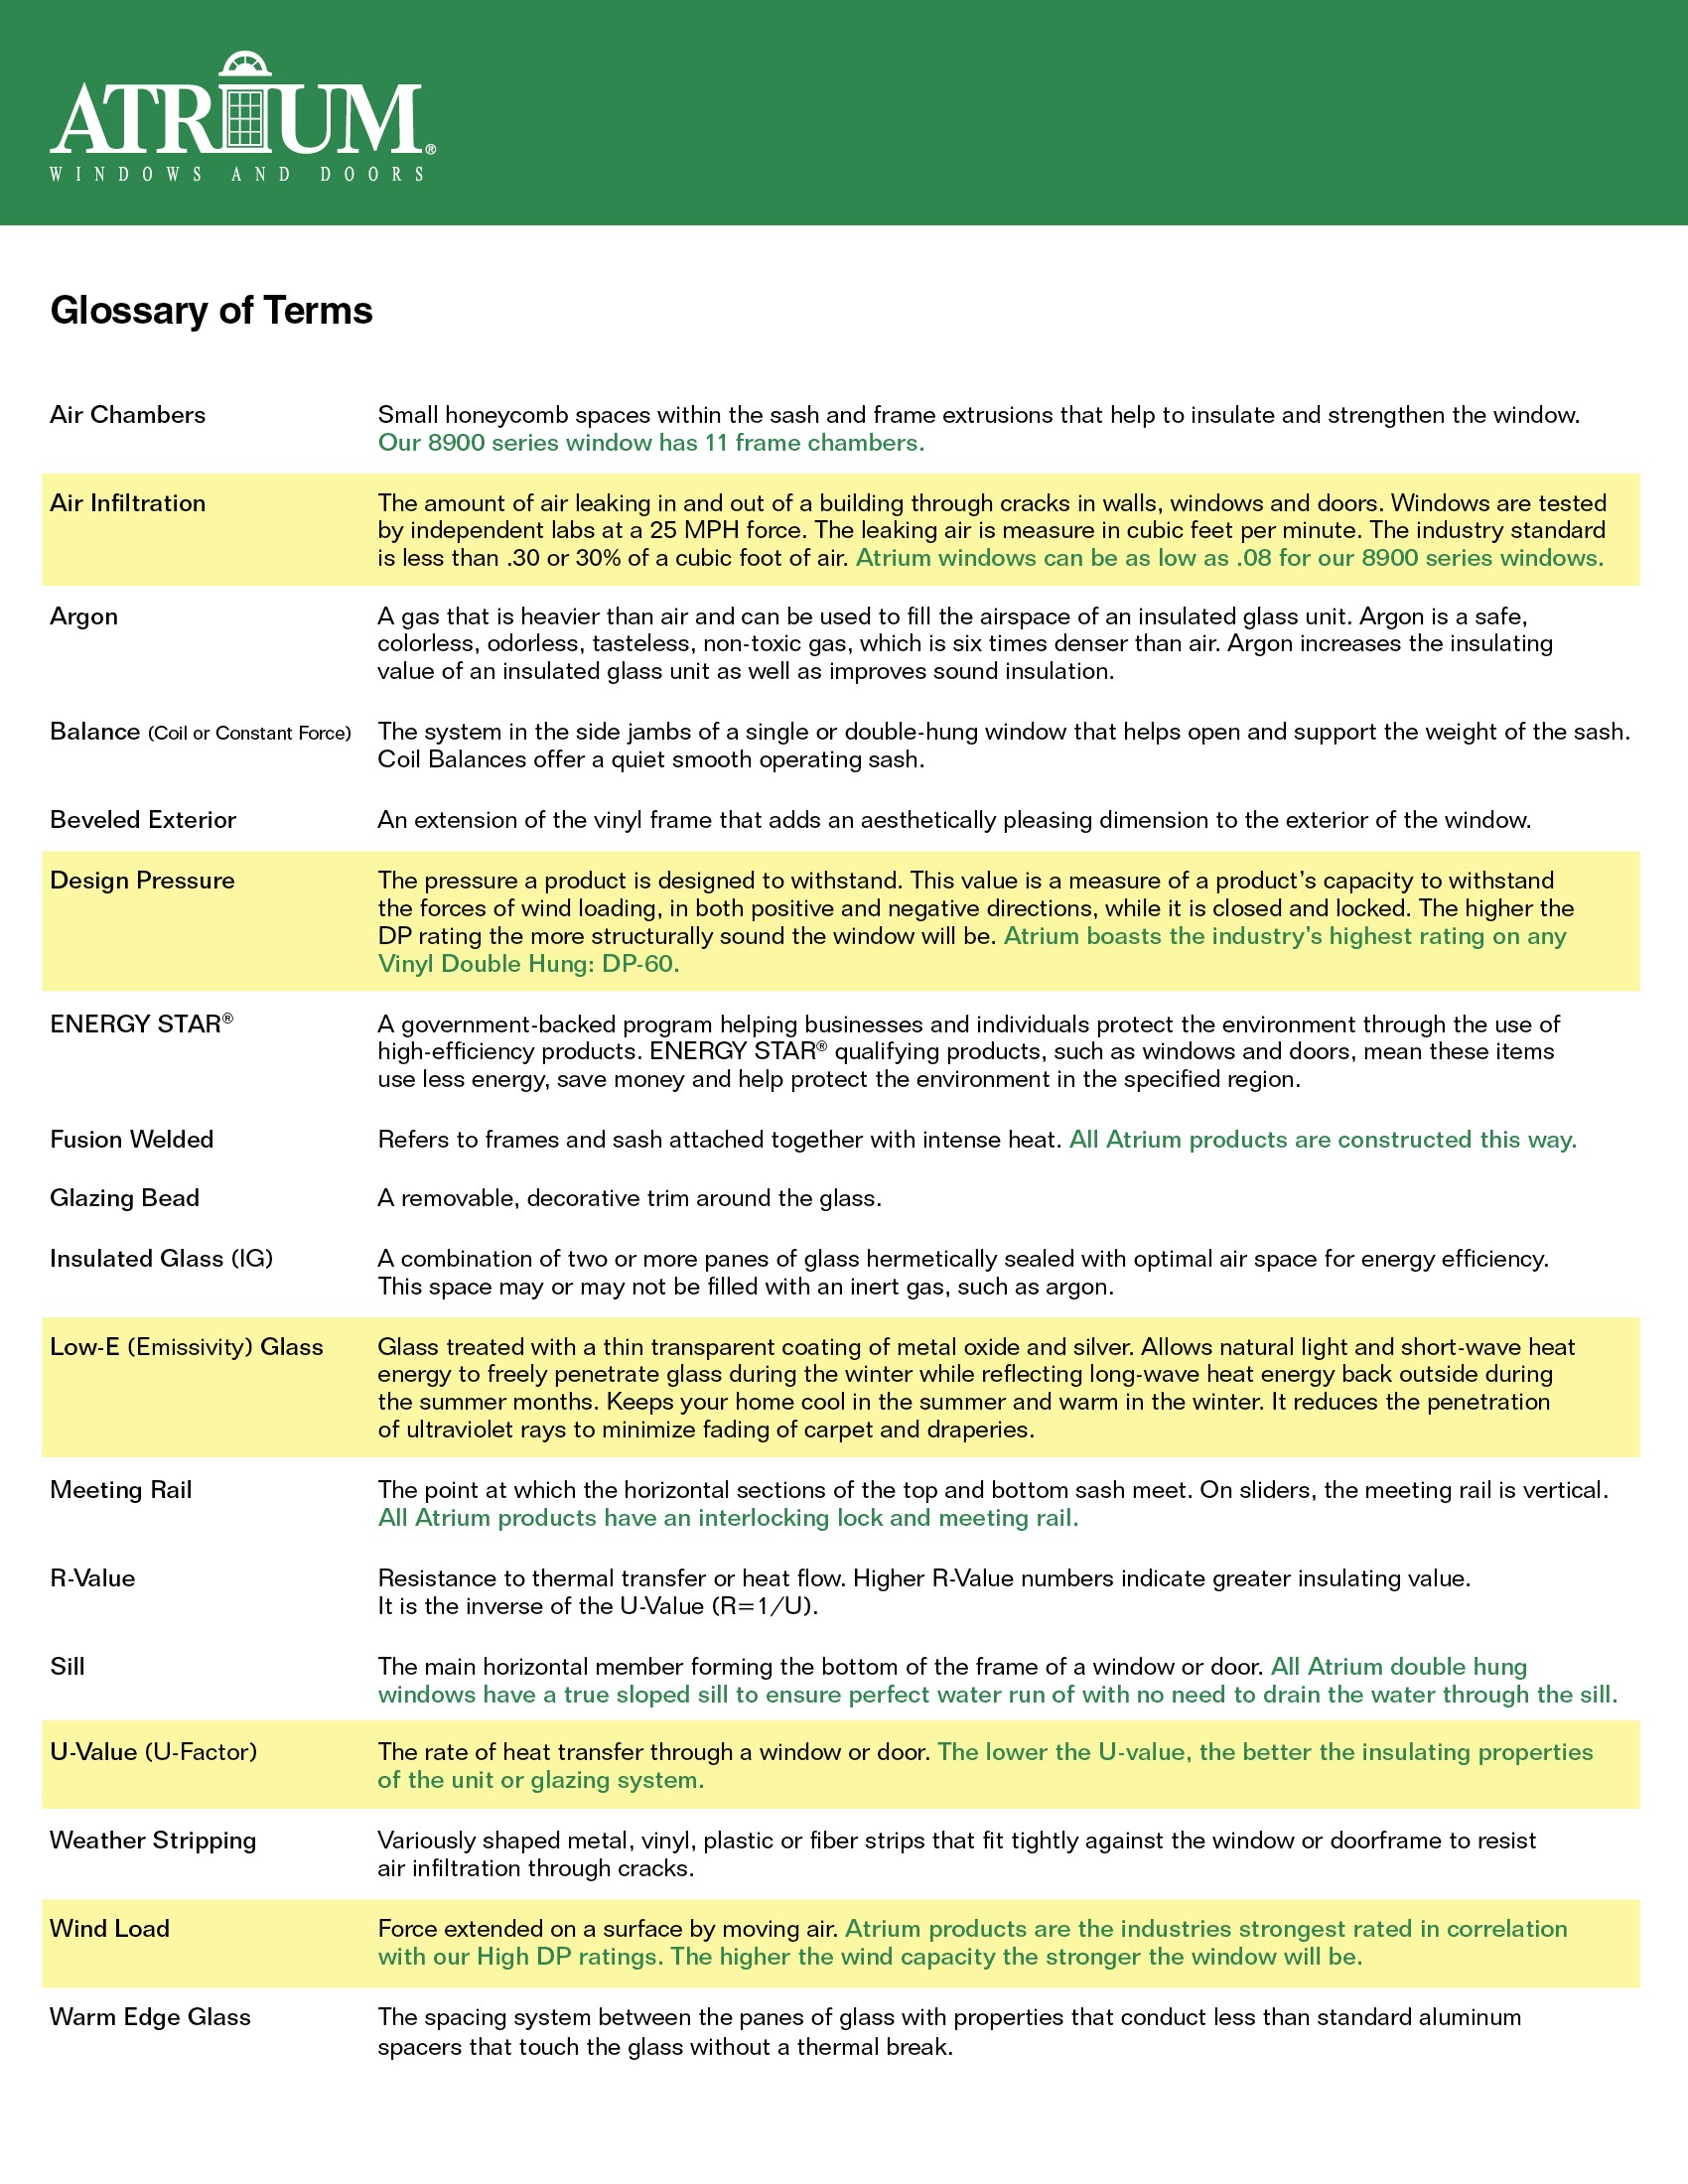 ATRIUM®
WINDOWS AND DOORS
Glossary of Terms
Air Chambers
Small honeycomb spaces within the sash and frame extrusions that help to insulate and strengthen the window.
Our 8900 series window has 11 frame chambers.
Air Infiltration
The amount of air leaking in and out of a building through cracks in walls, windows and doors. Windows are tested
by independent labs at a 25 MPH force. The leaking air is measure in cubic feet per minute. The industry standard
is less than .30 or 30% of a cubic foot of air. Atrium windows can be as low as .08 for our 8900 series windows.
Argon
A gas that is heavier than air and can be used to fill the airspace of an insulated glass unit. Argon is a safe,
colorless, odorless, tasteless, non-toxic gas, which is six times denser than air. Argon increases the insulating
value of an insulated glass unit as well as improves sound insulation.
Balance (Coil or Constant Force)
The system in the side jambs of a single or double-hung window that helps open and support the weight of the sash.
Coil Balances offer a quiet smooth operating sash.
Beveled Exterior
An extension of the vinyl frame that adds an aesthetically pleasing dimension to the exterior of the window.
Design Pressure
The pressure a product is designed to withstand. This value is a measure of a product's capacity to withstand
the forces of wind loading, in both positive and negative directions, while it is closed and locked. The higher the
DP rating the more structurally sound the window will be. Atrium boasts the industry's highest rating on any
Vinyl Double Hung: DP-60.
ENERGY STAR®
A government-backed program helping businesses and individuals protect the environment through the use of
high-efficiency products. ENERGY STAR® qualifying products, such as windows and doors, mean these items
use less energy, save money and help protect the environment in the specified region.
Fusion Welded
Refers to frames and sash attached together with intense heat. All Atrium products are constructed this way.
Glazing Bead
A removable, decorative trim around the glass.
Insulated Glass (IG)
A combination of two or more panes of glass hermetically sealed with optimal air space for energy efficiency.
This space may or may not be filled with an inert gas, such as argon.
Low-E (Emissivity) Glass
Glass treated with a thin transparent coating of metal oxide and silver. Allows natural light and short-wave heat
energy to freely penetrate glass during the winter while reflecting long-wave heat energy back outside during
the summer months. Keeps your home cool in the summer and warm in the winter. It reduces the penetration
of ultraviolet rays to minimize fading of carpet and draperies.
Meeting Rail
The point at which the horizontal sections of the top and bottom sash meet. On sliders, the meeting rail is vertical.
All Atrium products have an interlocking lock and meeting rail.
R-Value
Resistance to thermal transfer or heat flow. Higher R-Value numbers indicate greater insulating value.
It is the inverse of the U-Value (R=1/U).
Sill
The main horizontal member forming the bottom of the frame of a window or door. All Atrium double hung
windows have a true sloped sill to ensure perfect water run of with no need to drain the water through the sill.
U-Value (U-Factor)
The rate of heat transfer through a window or door. The lower the U-value, the better the insulating properties
of the unit or glazing system.
Weather Stripping
Variously shaped metal, vinyl, plastic or fiber strips that fit tightly against the window or doorframe to resist
air infiltration through cracks.
Wind Load
Force extended on a surface by moving air. Atrium products are the industries strongest rated in correlation
with our High DP ratings. The higher the wind capacity the stronger the window will be.
Warm Edge Glass
The spacing system between the panes of glass with properties that conduct less than standard aluminum
spacers that touch the glass without a thermal break.